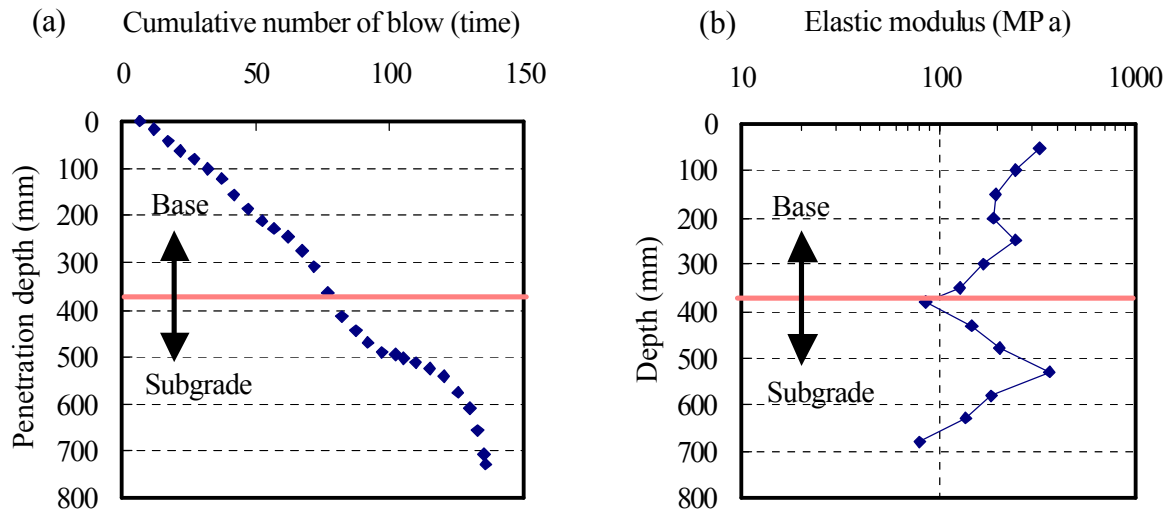 (a) Cumulative number of blow (time)
0 50 100 150
Penetration depth (mm)
0
100
200
300
400
500
600
700
800
Base
Subgrade
(b) Elastic modulus (MPa)
10 100 1000
Depth (mm)
0
100
200
300
400
500
600
700
800
Base
Subgrade